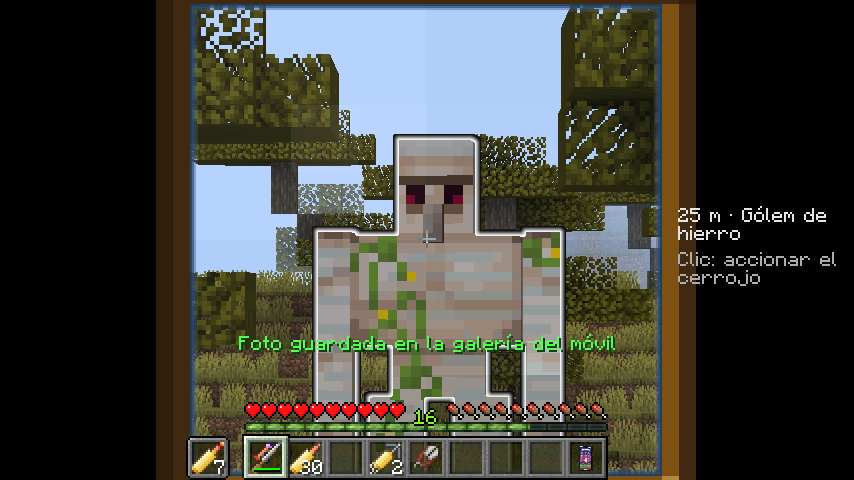 25 m · Gólem de
hierro
Clic: accionar el
cerrojo
Foto guardada en la galería del móvil
16
7
30
2